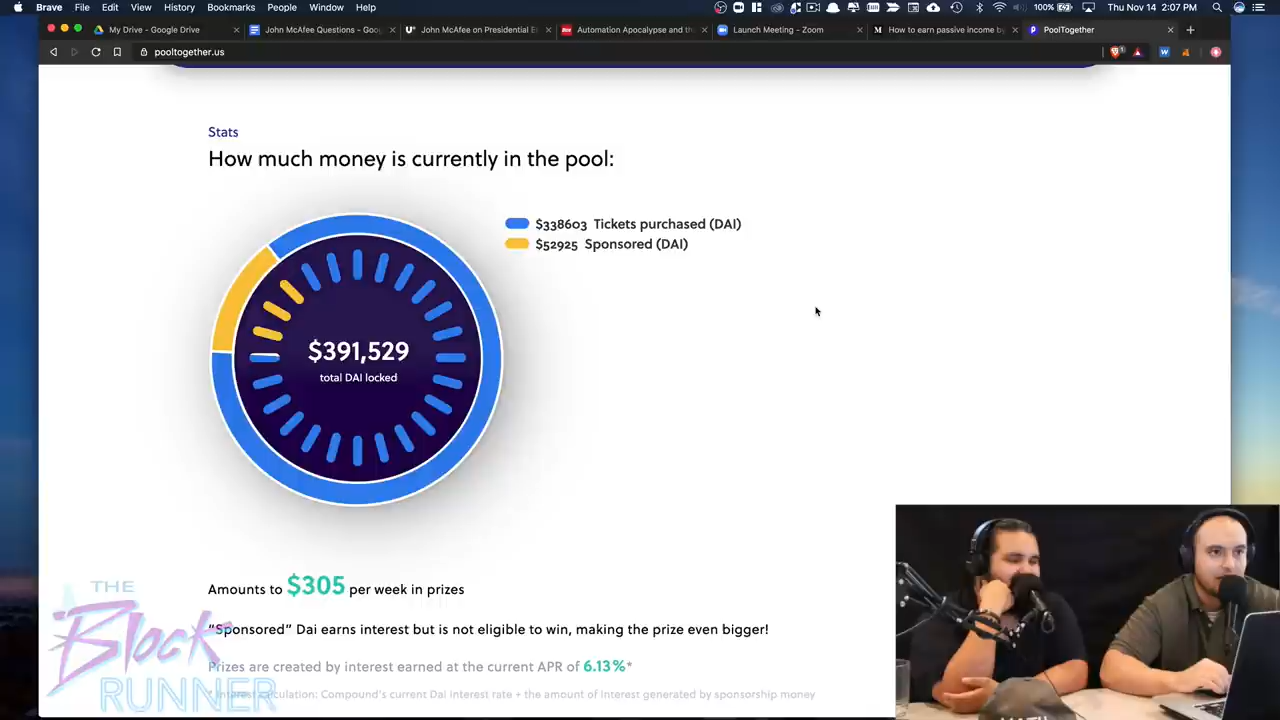 Brave File Edit View History Bookmarks People Window Help 100% Thu Nov 14 2:07 PM
My Drive - Google Drive × John McAfee Questions - Goo × John McAfee on Presidential E × Automation Apocalypse and th × Launch Meeting - Zoom × How to earn passive income by × PoolTogether × +
pooltogether.us
Stats
How much money is currently in the pool:
$338603 Tickets purchased (DAI)
$52925 Sponsored (DAI)
$391,529
total DAI locked
Amounts to $305 per week in prizes
"Sponsored" Dai earns interest but is not eligible to win, making the prize even bigger!
Prizes are created by interest earned at the current APR of 6.13%*
* Interest calculation: Compound's current Dai interest rate + the amount of interest generated by sponsorship money
THE
Block
RUNNER
MATH